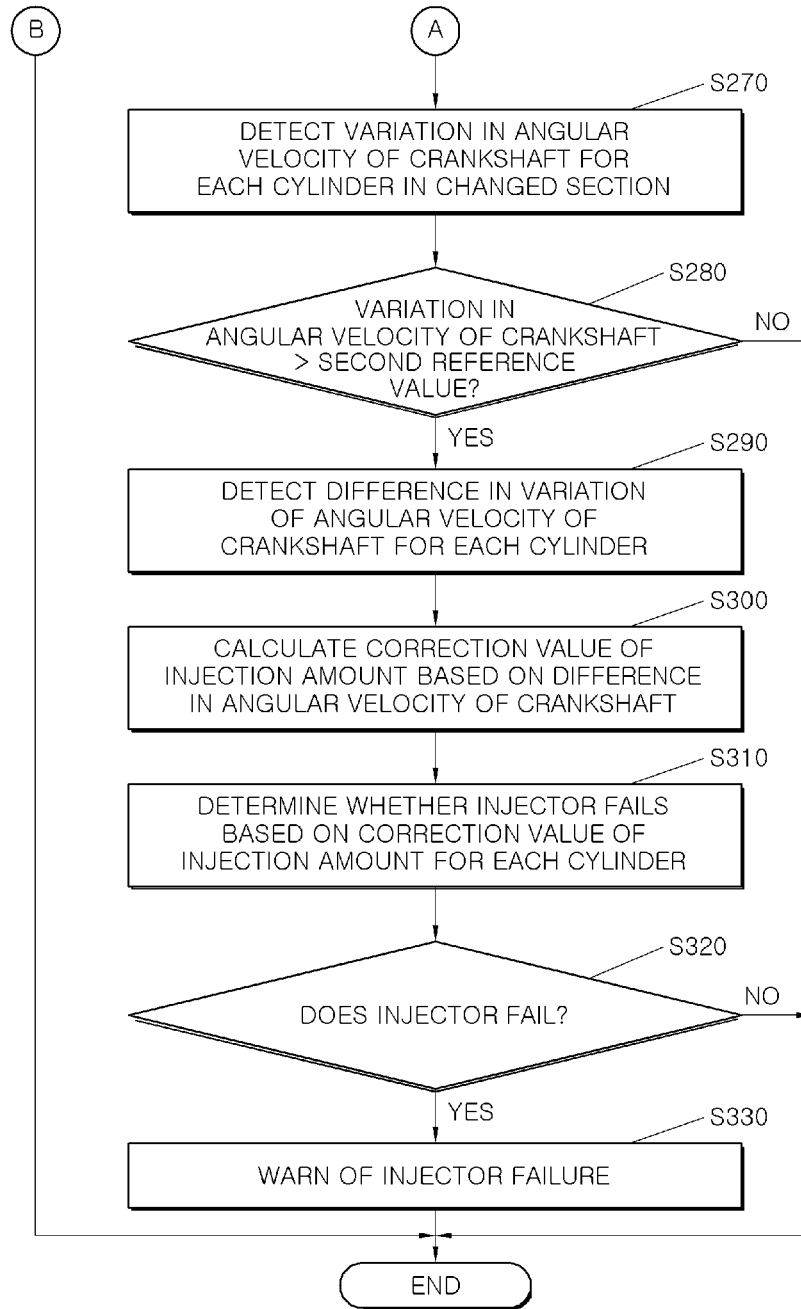 B
A
S270
DETECT VARIATION IN ANGULAR
VELOCITY OF CRANKSHAFT FOR
EACH CYLINDER IN CHANGED SECTION
S280
VARIATION IN
ANGULAR VELOCITY OF CRANKSHAFT
> SECOND REFERENCE
VALUE?
NO
YES
S290
DETECT DIFFERENCE IN VARIATION
OF ANGULAR VELOCITY OF
CRANKSHAFT FOR EACH CYLINDER
S300
CALCULATE CORRECTION VALUE OF
INJECTION AMOUNT BASED ON DIFFERENCE
IN ANGULAR VELOCITY OF CRANKSHAFT
S310
DETERMINE WHETHER INJECTOR FAILS
BASED ON CORRECTION VALUE OF
INJECTION AMOUNT FOR EACH CYLINDER
S320
DOES INJECTOR FAIL?
NO
YES
S330
WARN OF INJECTOR FAILURE
END